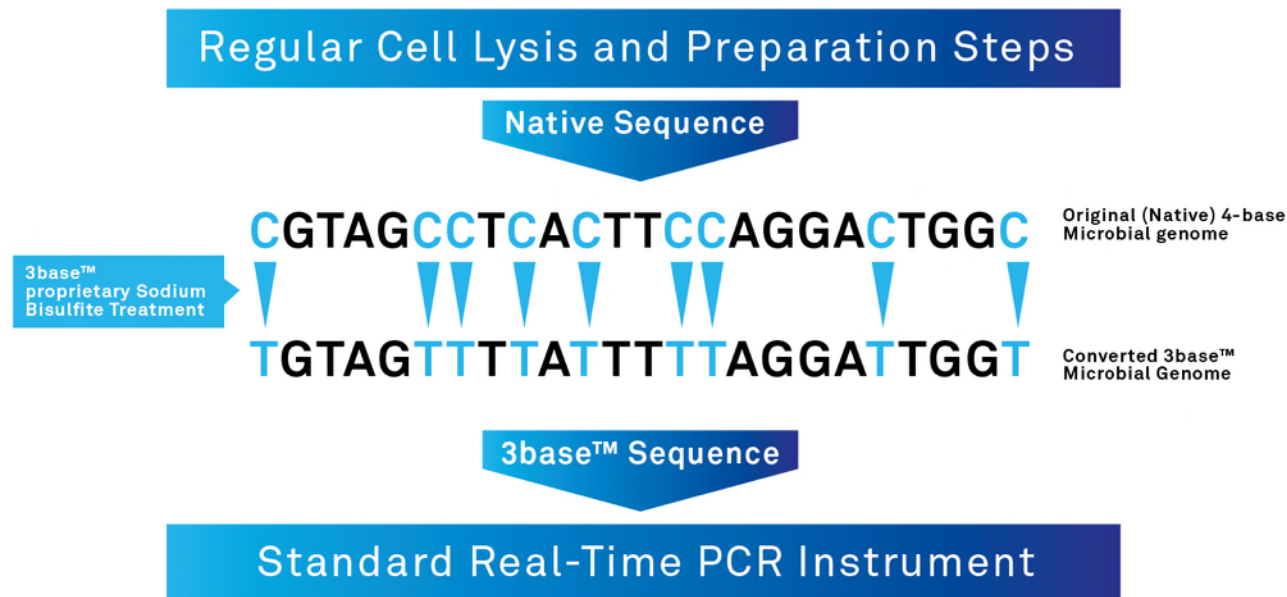 Regular Cell Lysis and Preparation Steps
Native Sequence
CGTAGCCTCACTTCCAGGACTGGC
Original (Native) 4-base
Microbial genome
3base™
proprietary Sodium
Bisulfite Treatment
TGTAGTTTTATTTTTAGGATTGGT
Converted 3base™
Microbial Genome
3base™ Sequence
Standard Real-Time PCR Instrument